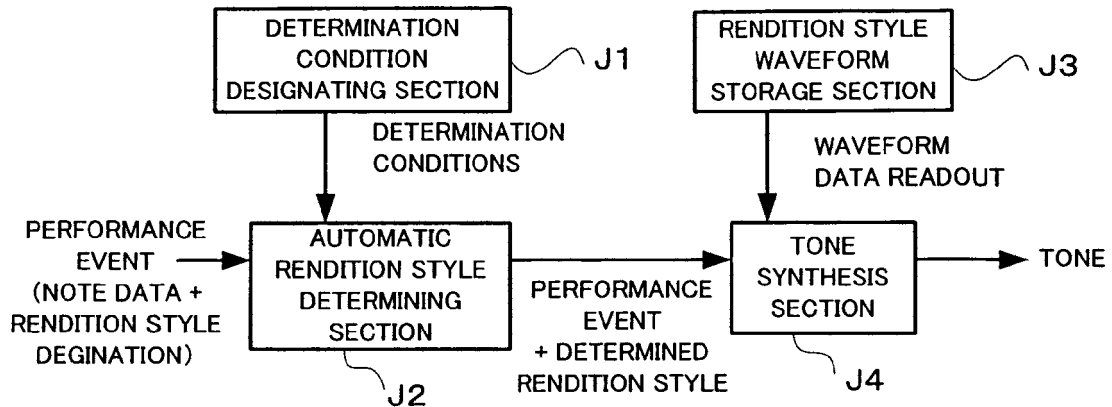 DETERMINATION
CONDITION
DESIGNATING SECTION
J1
RENDITION STYLE
WAVEFORM
STORAGE SECTION
J3
DETERMINATION
CONDITIONS
WAVEFORM
DATA READOUT
PERFORMANCE
EVENT
(NOTE DATA +
RENDITION STYLE
DEGINATION)
AUTOMATIC
RENDITION STYLE
DETERMINING
SECTION
J2
PERFORMANCE
EVENT
+ DETERMINED
RENDITION STYLE
TONE
SYNTHESIS
SECTION
J4
TONE